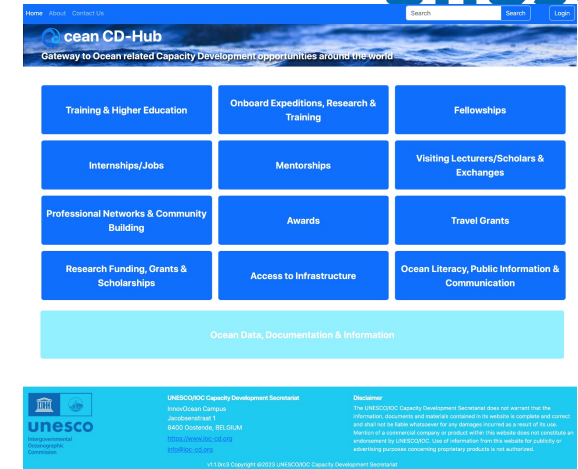 Home About Contact Us
Search
Search
Login
cean CD-Hub
Gateway to Ocean related Capacity Development opportunities around the world
Training & Higher Education
Onboard Expeditions, Research &
Training
Fellowships
Internships/Jobs
Mentorships
Visiting Lecturers/Scholars &
Exchanges
Professional Networks & Community
Building
Awards
Travel Grants
Research Funding, Grants &
Scholarships
Access to Infrastructure
Ocean Literacy, Public Information &
Communication
Ocean Data, Documentation & Information
unesco
Intergovernmental
Oceanographic
Commission
UNESCO/IOC Capacity Development Secretariat
InnovOcean Campus
Jacobsenstraat 1
8400 Oostende, BELGIUM
https://www.ioc-cd.org
info@ioc-cd.org
Disclaimer
The UNESCO/IOC Capacity Development Secretariat does not warrant that the
information, documents and materials contained in its website is complete and correct
and shall not be liable whatsoever for any damages incurred as a result of its use.
Mention of a commercial company or product within this website does not constitute an
endorsement by UNESCO/IOC. Use of information from this website for publicity or
advertising purposes concerning proprietary products is not authorized.
v1.1.0rc3 Copyright @2023 UNESCO/IOC Capacity Development Secretariat